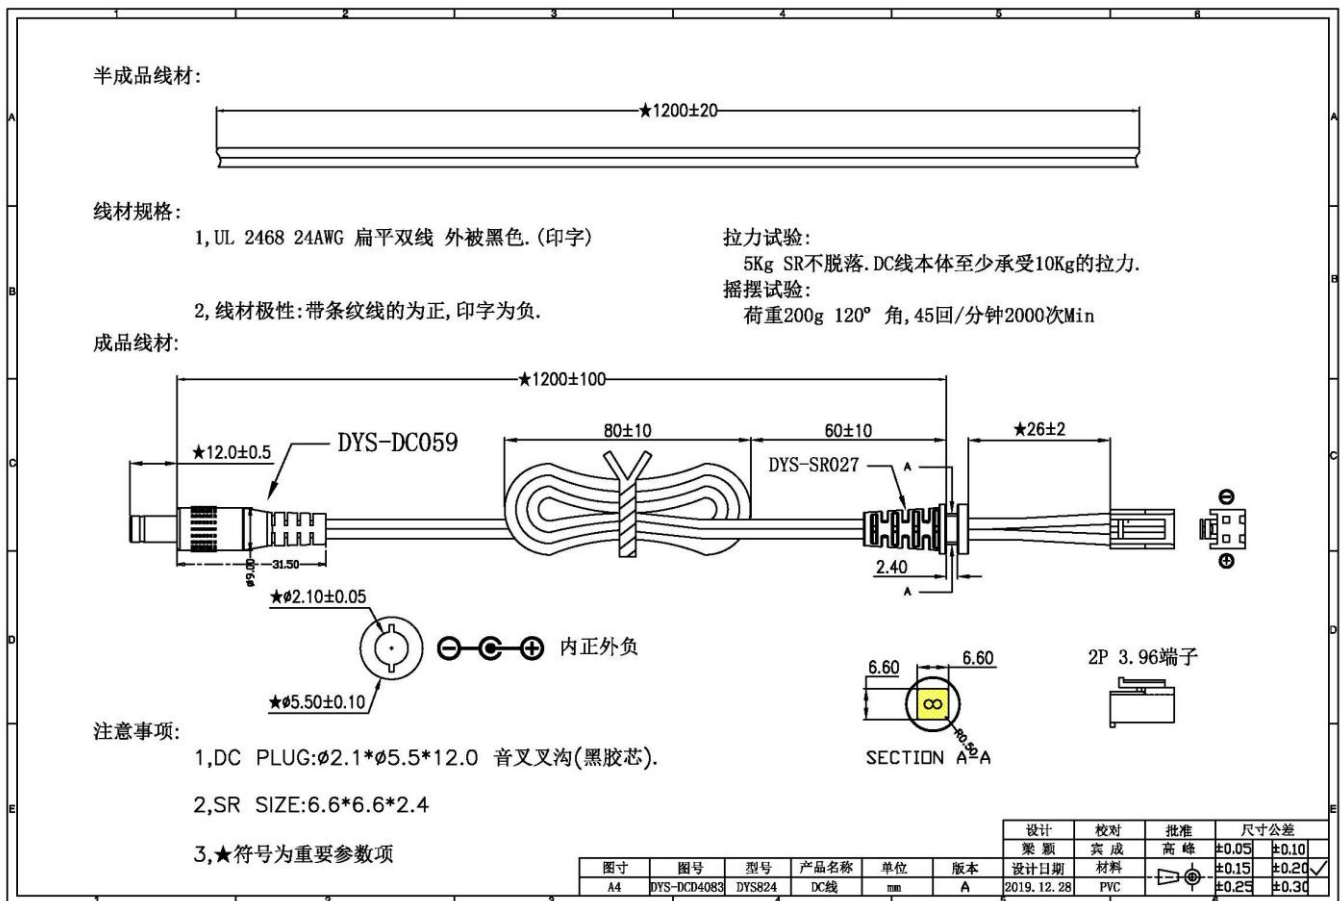 1 2 3 4 5 6
半成品线材:
★1200±20
A A
线材规格:
1,UL 2468 24AWG 扁平双线 外被黑色.(印字)
拉力试验:
5Kg SR不脱落.DC线本体至少承受10Kg的拉力.
摇摆试验:
荷重200g 120° 角,45回/分钟2000次Min
B B
2,线材极性:带条纹线的为正,印字为负.
成品线材:
★1200±100
★12.0±0.5
DYS-DC059
80±10
60±10
★26±2
DYS-SR027
A
C C
ø9.00
31.50
2.40
A
★ø2.10±0.05
内正外负
★ø5.50±0.10
D D
6.60
6.60
R0.50
SECTION A-A
2P 3.96端子
注意事项:
1,DC PLUG:ø2.1*ø5.5*12.0 音叉叉沟(黑胶芯).
2,SR SIZE:6.6*6.6*2.4
3,★符号为重要参数项
E E
设计 校对 批准 尺寸公差
梁颖 宾成 高峰 ±0.05 ±0.10
图寸 图号 型号 产品名称 单位 版本 设计日期 材料 ±0.15 ±0.20
A4 DYS-DCD4083 DYS824 DC线 mm A 2019.12.28 PVC ±0.25 ±0.30
1 2 3 4 5 6